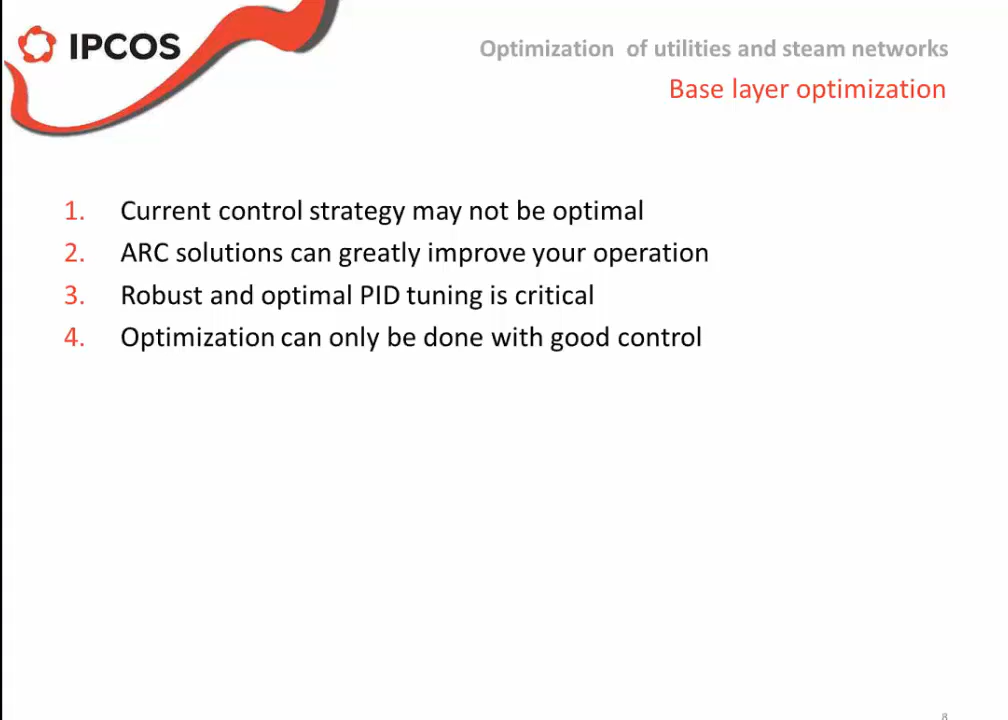 IPCOS
Optimization of utilities and steam networks
Base layer optimization
1. Current control strategy may not be optimal
2. ARC solutions can greatly improve your operation
3. Robust and optimal PID tuning is critical
4. Optimization can only be done with good control
8